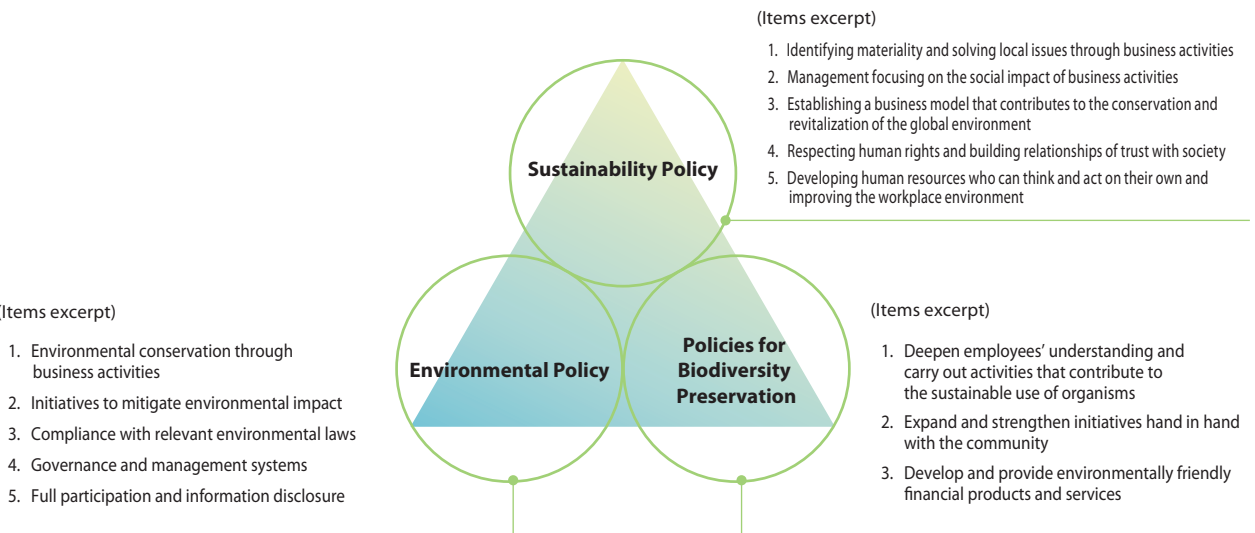 (Items excerpt)
1. Identifying materiality and solving local issues through business activities
2. Management focusing on the social impact of business activities
3. Establishing a business model that contributes to the conservation and
revitalization of the global environment
4. Respecting human rights and building relationships of trust with society
5. Developing human resources who can think and act on their own and
improving the workplace environment
Sustainability Policy
(Items excerpt)
1. Environmental conservation through
business activities
2. Initiatives to mitigate environmental impact
3. Compliance with relevant environmental laws
4. Governance and management systems
5. Full participation and information disclosure
Environmental Policy
Policies for
Biodiversity
Preservation
(Items excerpt)
1. Deepen employees’ understanding and
carry out activities that contribute to
the sustainable use of organisms
2. Expand and strengthen initiatives hand in hand
with the community
3. Develop and provide environmentally friendly
financial products and services